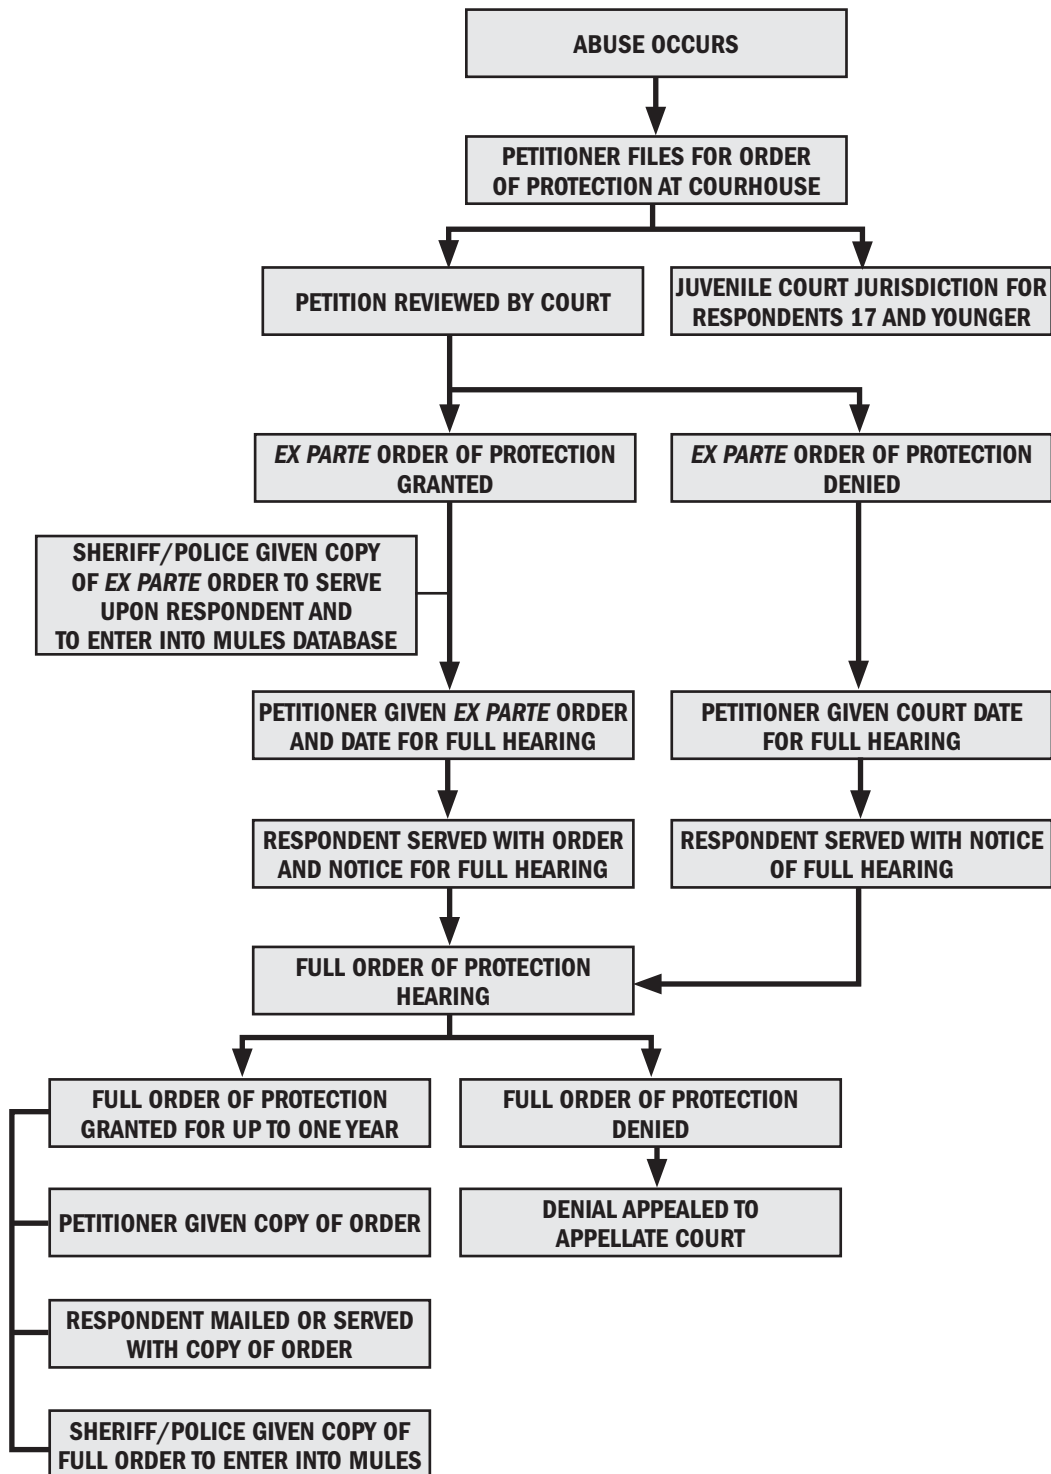 ABUSE OCCURS
PETITIONER FILES FOR ORDER
OF PROTECTION AT COURHOUSE
PETITION REVIEWED BY COURT
JUVENILE COURT JURISDICTION FOR
RESPONDENTS 17 AND YOUNGER
EX PARTE ORDER OF PROTECTION
GRANTED
EX PARTE ORDER OF PROTECTION
DENIED
SHERIFF/POLICE GIVEN COPY
OF EX PARTE ORDER TO SERVE
UPON RESPONDENT AND
TO ENTER INTO MULES DATABASE
PETITIONER GIVEN EX PARTE ORDER
AND DATE FOR FULL HEARING
PETITIONER GIVEN COURT DATE
FOR FULL HEARING
RESPONDENT SERVED WITH ORDER
AND NOTICE FOR FULL HEARING
RESPONDENT SERVED WITH NOTICE
OF FULL HEARING
FULL ORDER OF PROTECTION
HEARING
FULL ORDER OF PROTECTION
GRANTED FOR UP TO ONE YEAR
FULL ORDER OF PROTECTION
DENIED
PETITIONER GIVEN COPY OF ORDER
DENIAL APPEALED TO
APPELLATE COURT
RESPONDENT MAILED OR SERVED
WITH COPY OF ORDER
SHERIFF/POLICE GIVEN COPY OF
FULL ORDER TO ENTER INTO MULES